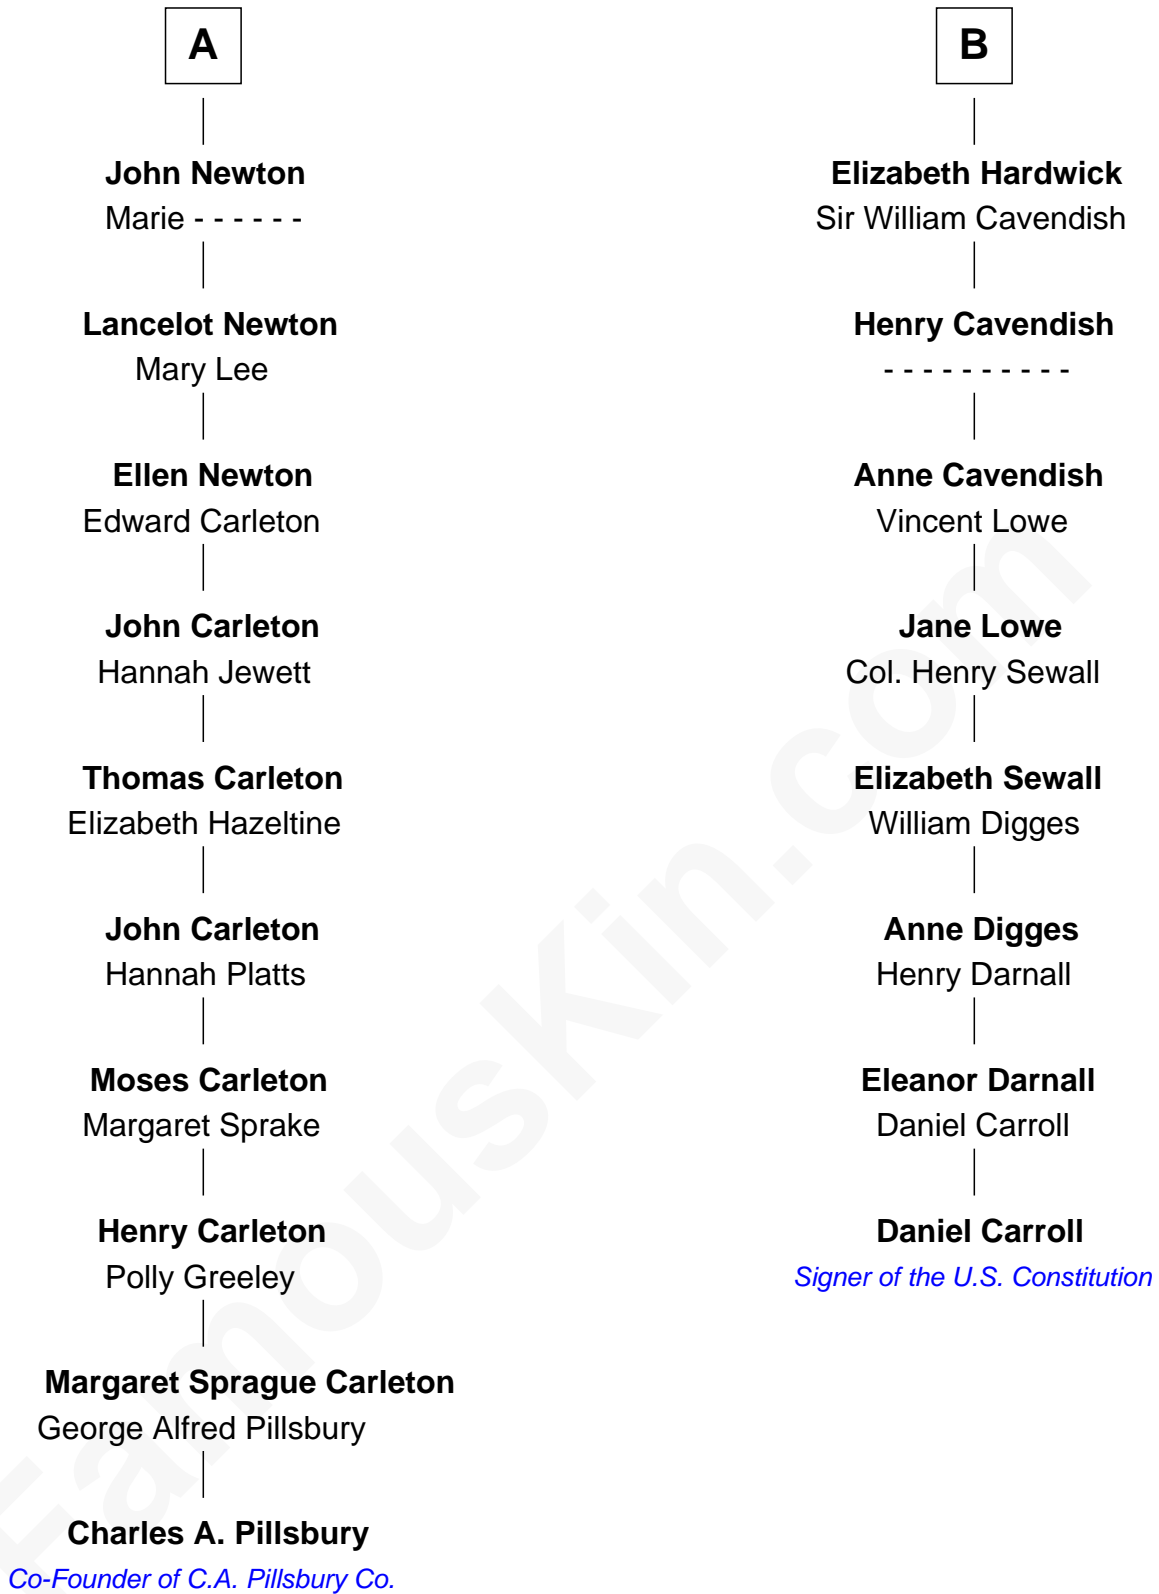 A
John Newton
Marie - - - - - -
Lancelot Newton
Mary Lee
Ellen Newton
Edward Carleton
John Carleton
Hannah Jewett
Thomas Carleton
Elizabeth Hazeltine
John Carleton
Hannah Platts
Moses Carleton
Margaret Sprake
Henry Carleton
Polly Greeley
Margaret Sprague Carleton
George Alfred Pillsbury
Charles A. Pillsbury
Co-Founder of C.A. Pillsbury Co.
B
Elizabeth Hardwick
Sir William Cavendish
Henry Cavendish
- - - - - - - - - -
Anne Cavendish
Vincent Lowe
Jane Lowe
Col. Henry Sewall
Elizabeth Sewall
William Digges
Anne Digges
Henry Darnall
Eleanor Darnall
Daniel Carroll
Daniel Carroll
Signer of the U.S. Constitution
FamousKin.com